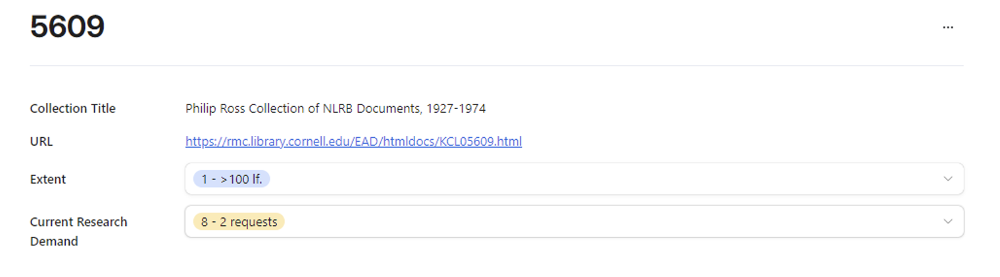 5609
...
Collection Title Philip Ross Collection of NLRB Documents, 1927-1974
URL https://rmc.library.cornell.edu/EAD/htmldocs/KCL05609.html
Extent 1 - >100 lf.
Current Research 8 - 2 requests
Demand